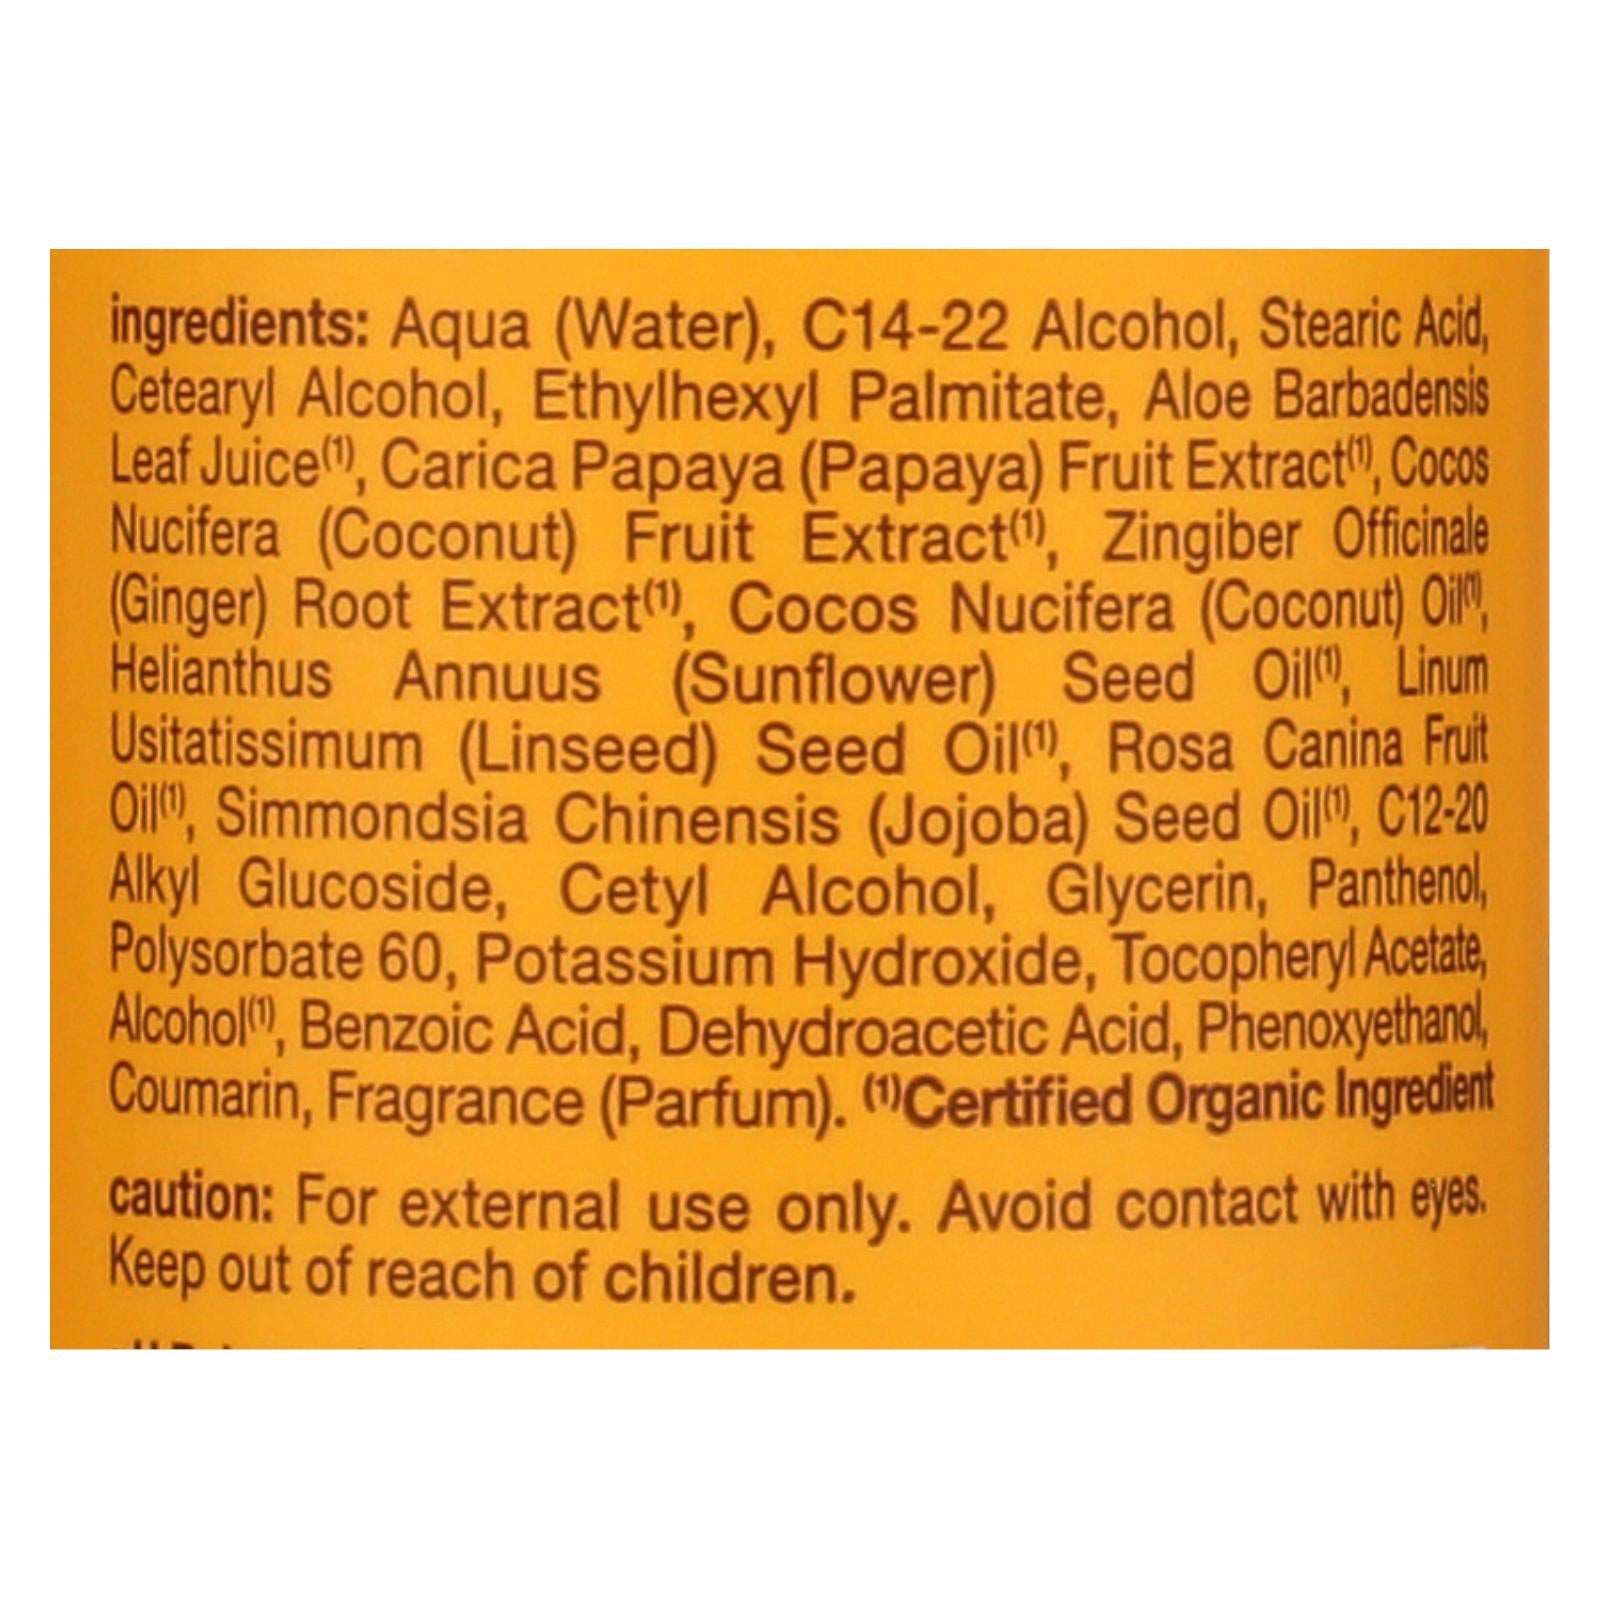 ingredients: Aqua (Water), C14-22 Alcohol, Stearic Acid,
Cetearyl Alcohol, Ethylhexyl Palmitate, Aloe Barbadensis
Leaf Juice⁽¹⁾, Carica Papaya (Papaya) Fruit Extract⁽¹⁾, Cocos
Nucifera (Coconut) Fruit Extract⁽¹⁾, Zingiber Officinale
(Ginger) Root Extract⁽¹⁾, Cocos Nucifera (Coconut) Oil⁽¹⁾,
Helianthus Annuus (Sunflower) Seed Oil⁽¹⁾, Linum
Usitatissimum (Linseed) Seed Oil⁽¹⁾, Rosa Canina Fruit
Oil⁽¹⁾, Simmondsia Chinensis (Jojoba) Seed Oil⁽¹⁾, C12-20
Alkyl Glucoside, Cetyl Alcohol, Glycerin, Panthenol,
Polysorbate 60, Potassium Hydroxide, Tocopheryl Acetate,
Alcohol⁽¹⁾, Benzoic Acid, Dehydroacetic Acid, Phenoxyethanol,
Coumarin, Fragrance (Parfum). ⁽¹⁾Certified Organic Ingredient
caution: For external use only. Avoid contact with eyes.
Keep out of reach of children.